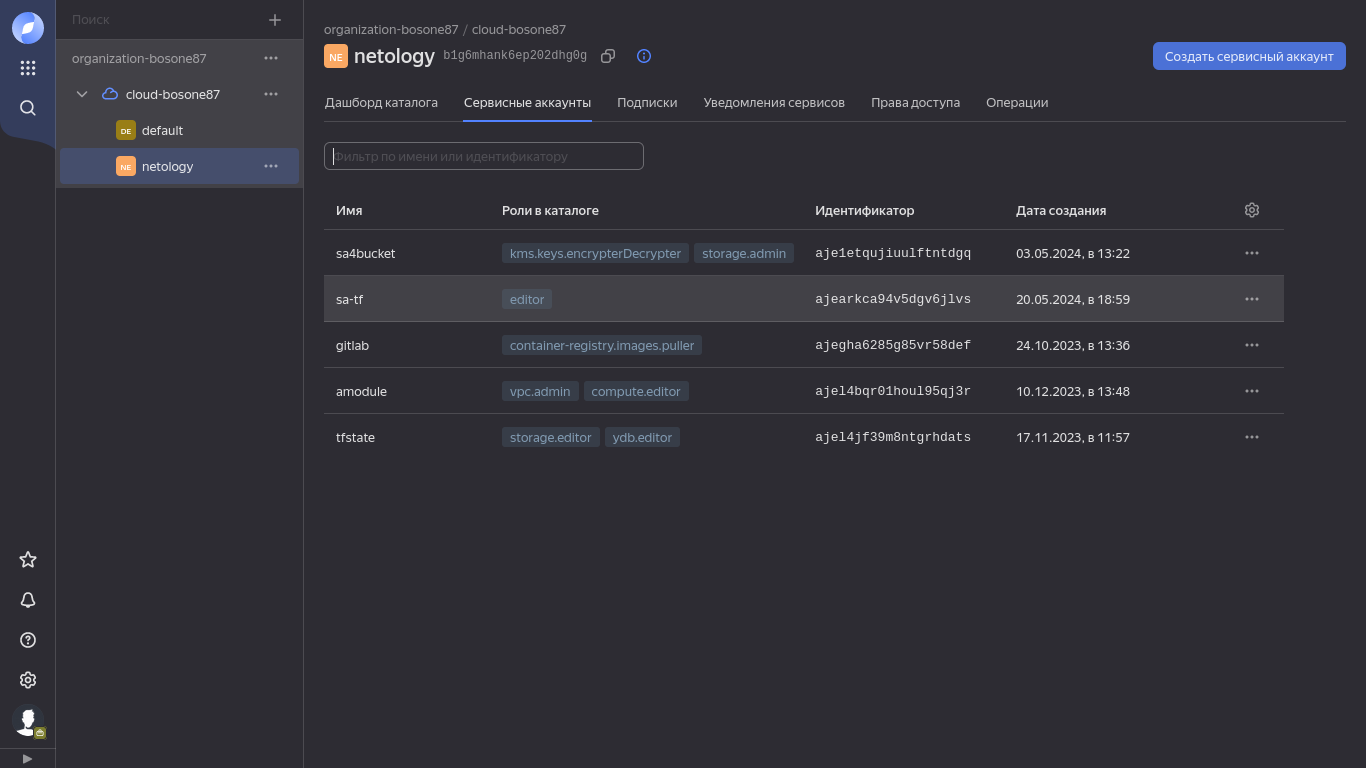 Поиск
organization-bosone87
cloud-bosone87
DE default
NE netology
organization-bosone87 / cloud-bosone87
NE netology b1g6mhank6ep202dhg0g
Создать сервисный аккаунт
Дашборд каталога Сервисные аккаунты Подписки Уведомления сервисов Права доступа Операции
Фильтр по имени или идентификатору
Имя Роли в каталоге Идентификатор Дата создания
sa4bucket kms.keys.encrypterDecrypter storage.admin aje1etqujiuulftntdgq 03.05.2024, в 13:22
sa-tf editor ajearkca94v5dgv6jlvs 20.05.2024, в 18:59
gitlab container-registry.images.puller ajegha6285g85vr58def 24.10.2023, в 13:36
amodule vpc.admin compute.editor ajel4bqr01houl95qj3r 10.12.2023, в 13:48
tfstate storage.editor ydb.editor ajel4jf39m8ntgrhdats 17.11.2023, в 11:57